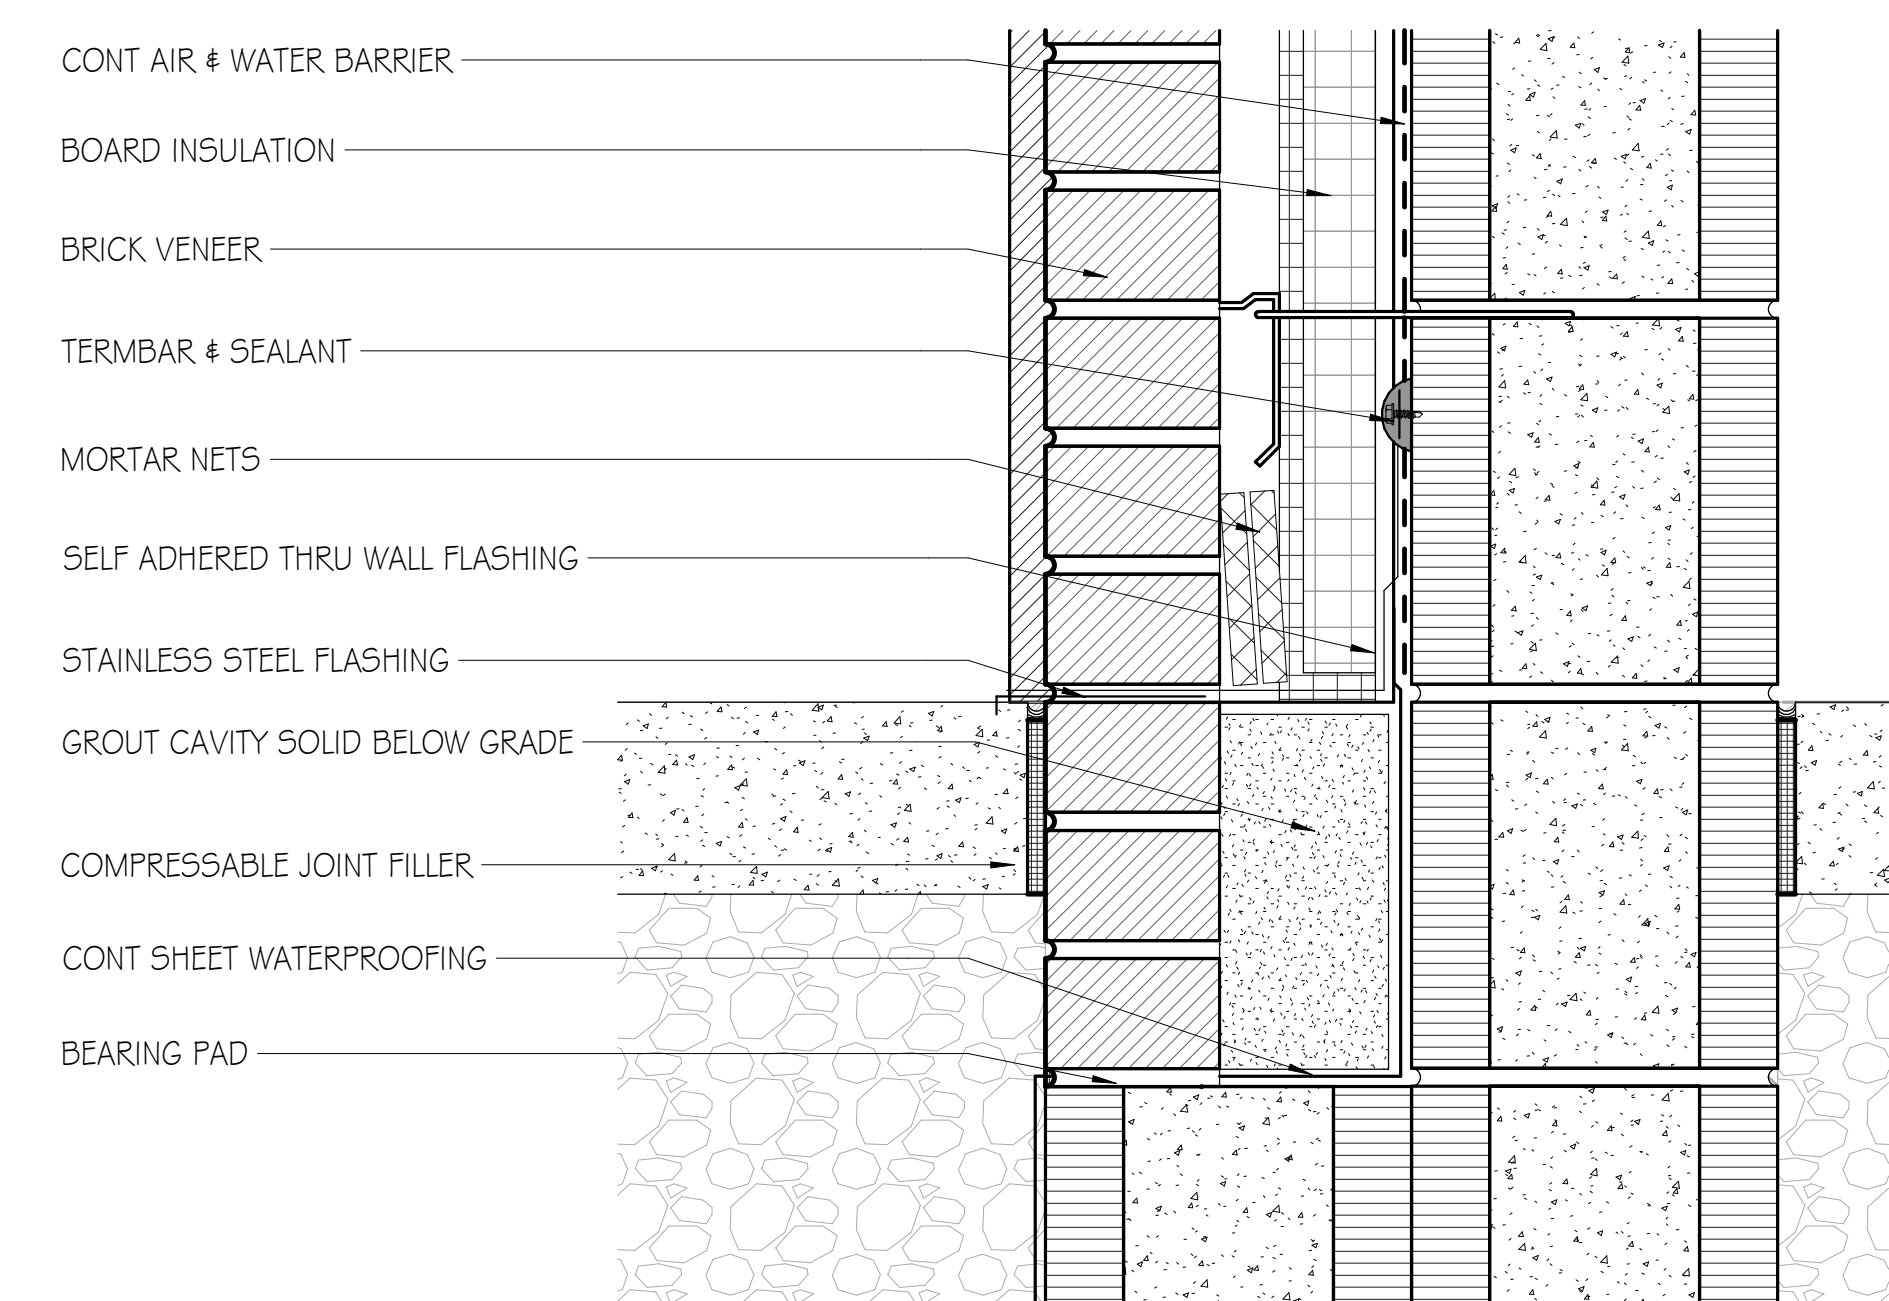 CONT AIR & WATER BARRIER
BOARD INSULATION
BRICK VENEER
TERMBAR & SEALANT
MORTAR NETS
SELF ADHERED THRU WALL FLASHING
STAINLESS STEEL FLASHING
GROUT CAVITY SOLID BELOW GRADE
COMPRESSABLE JOINT FILLER
CONT SHEET WATERPROOFING
BEARING PAD